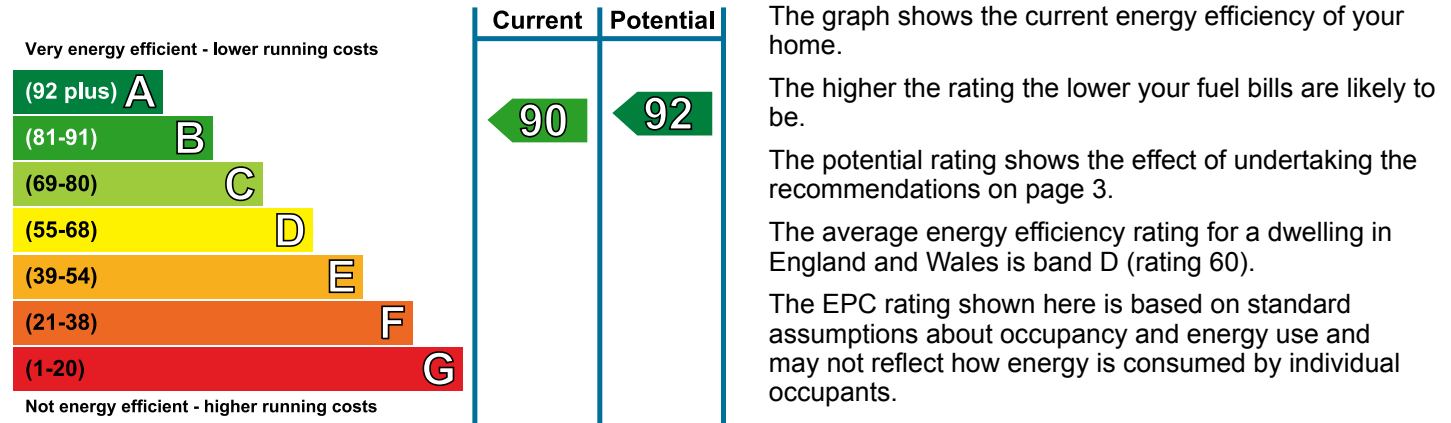 Current Potential
Very energy efficient - lower running costs
(92 plus) A
(81-91) B
(69-80) C
(55-68) D
(39-54) E
(21-38) F
(1-20) G
Not energy efficient - higher running costs
90
92
The graph shows the current energy efficiency of your
home.
The higher the rating the lower your fuel bills are likely to
be.
The potential rating shows the effect of undertaking the
recommendations on page 3.
The average energy efficiency rating for a dwelling in
England and Wales is band D (rating 60).
The EPC rating shown here is based on standard
assumptions about occupancy and energy use and
may not reflect how energy is consumed by individual
occupants.